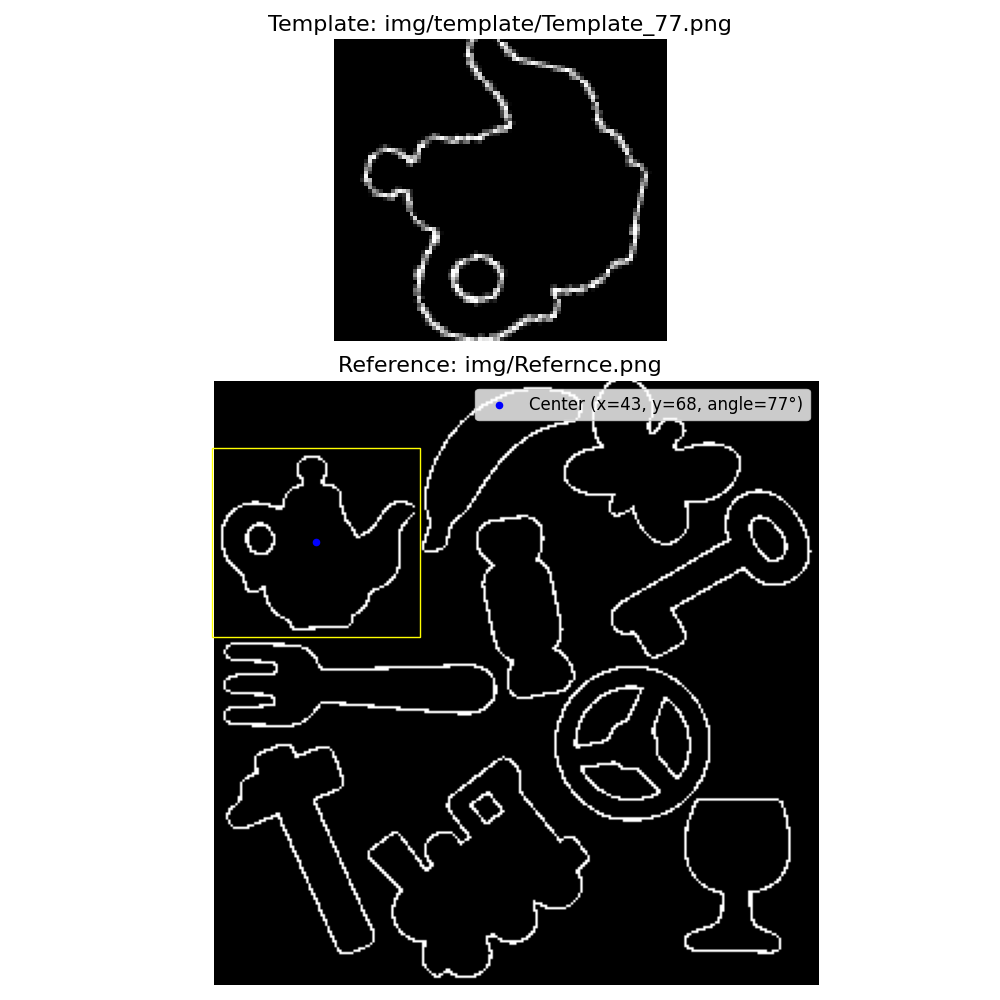 Template: img/template/Template_77.png
Reference: img/Refernce.png
Center (x=43, y=68, angle=77°)